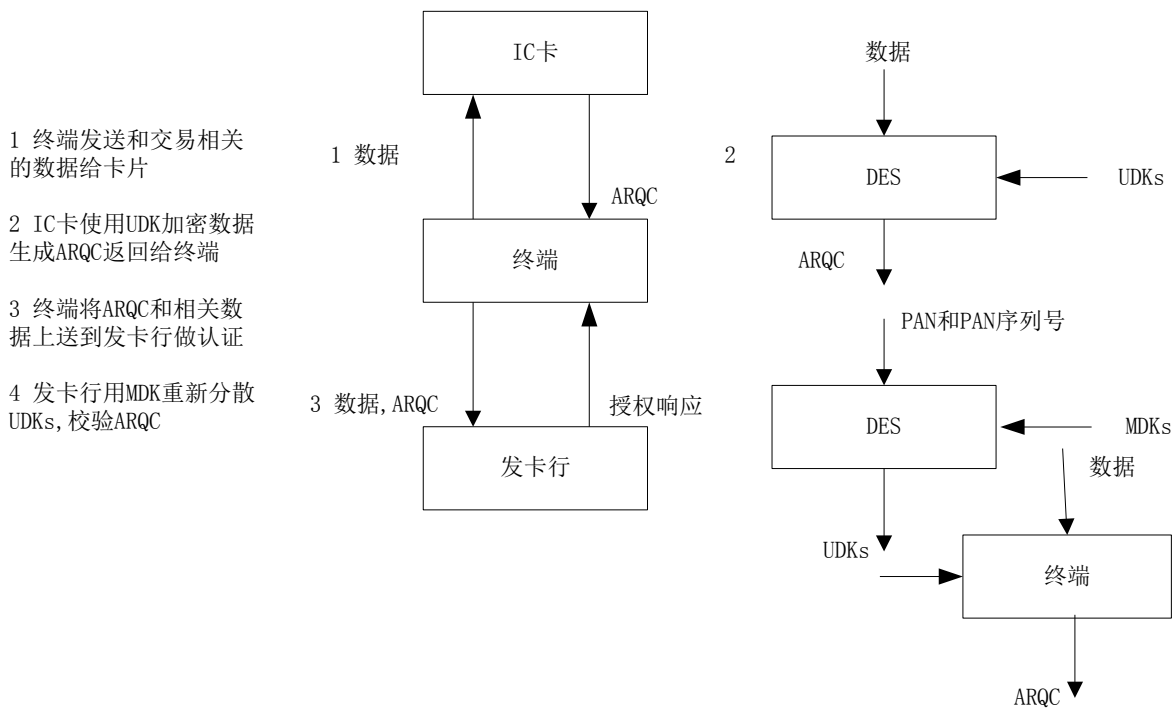 1 终端发送和交易相关
的数据给卡片
2 IC卡使用UDK加密数据
生成ARQC返回给终端
3 终端将ARQC和相关数
据上送到发卡行做认证
4 发卡行用MDK重新分散
UDKs,校验ARQC
IC卡
1 数据
ARQC
终端
3 数据,ARQC
授权响应
发卡行
数据
2
DES
UDKs
ARQC
PAN和PAN序列号
DES
MDKs
数据
UDKs
终端
ARQC